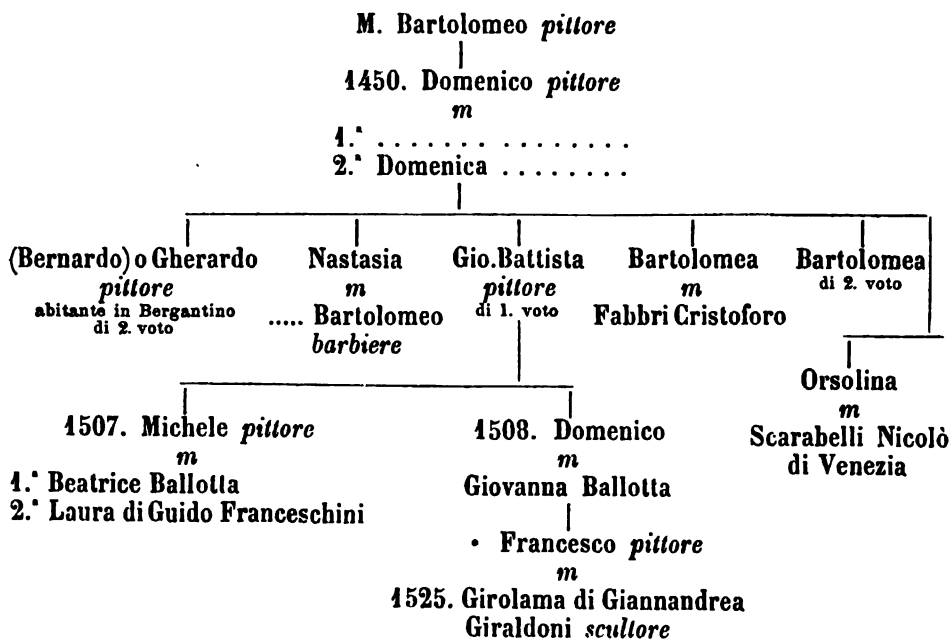 M. Bartolomeo pittore
1450. Domenico pittore
m
1.ª . . . . . . . . . . . . . . .
2.ª Domenica . . . . . . . .
(Bernardo) o Gherardo
pittore
abitante in Bergantino
di 2. voto
Nastasia
m
..... Bartolomeo
barbiere
Gio. Battista
pittore
di 1. voto
Bartolomea
m
Fabbri Cristoforo
Bartolomea
di 2. voto
Orsolina
m
Scarabelli Nicolò
di Venezia
1507. Michele pittore
m
1.ª Beatrice Ballotta
2.ª Laura di Guido Franceschini
1508. Domenico
m
Giovanna Ballotta
• Francesco pittore
m
1525. Girolama di Giannandrea
Giraldoni scultore